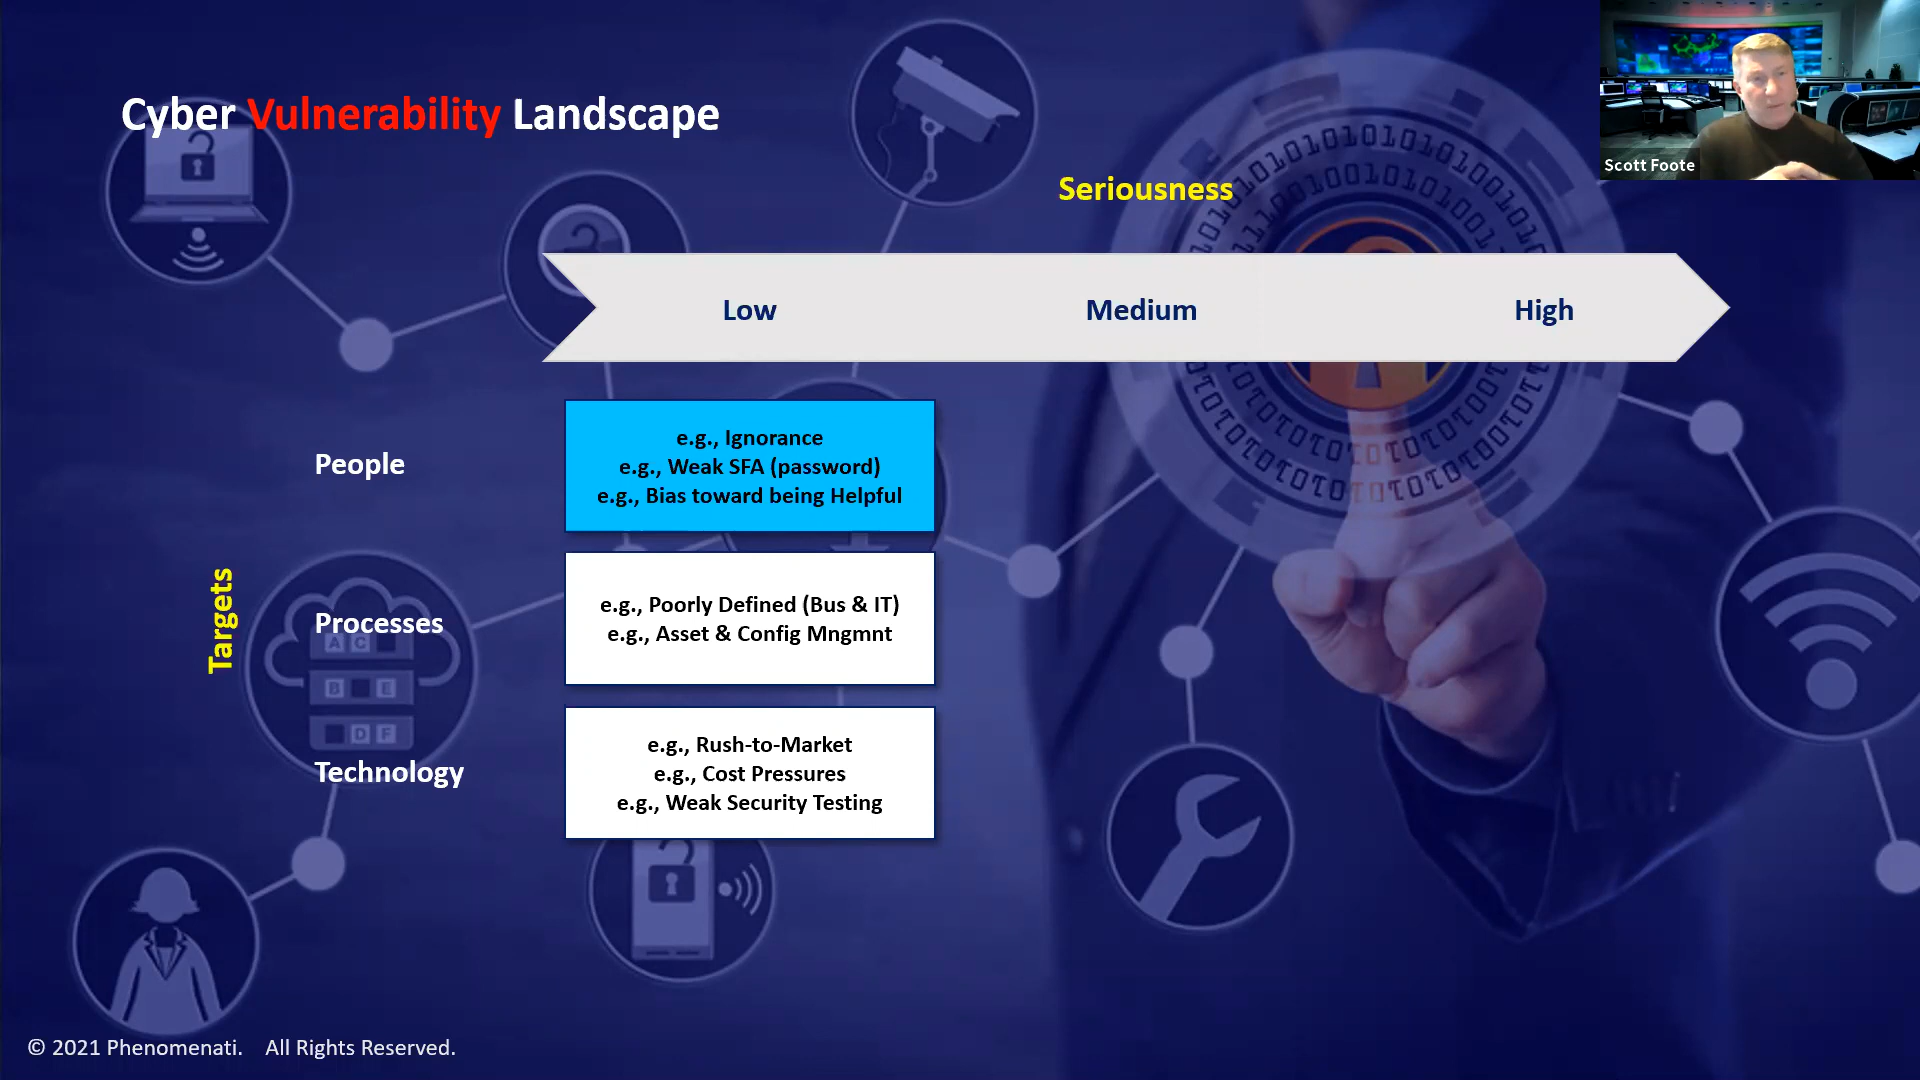 Cyber Vulnerability Landscape
Scott Foote
Seriousness
Low Medium High
Targets
People
e.g., Ignorance
e.g., Weak SFA (password)
e.g., Bias toward being Helpful
Processes
e.g., Poorly Defined (Bus & IT)
e.g., Asset & Config Mngmnt
A C
B E
D F
Technology
e.g., Rush-to-Market
e.g., Cost Pressures
e.g., Weak Security Testing
© 2021 Phenomenati. All Rights Reserved.